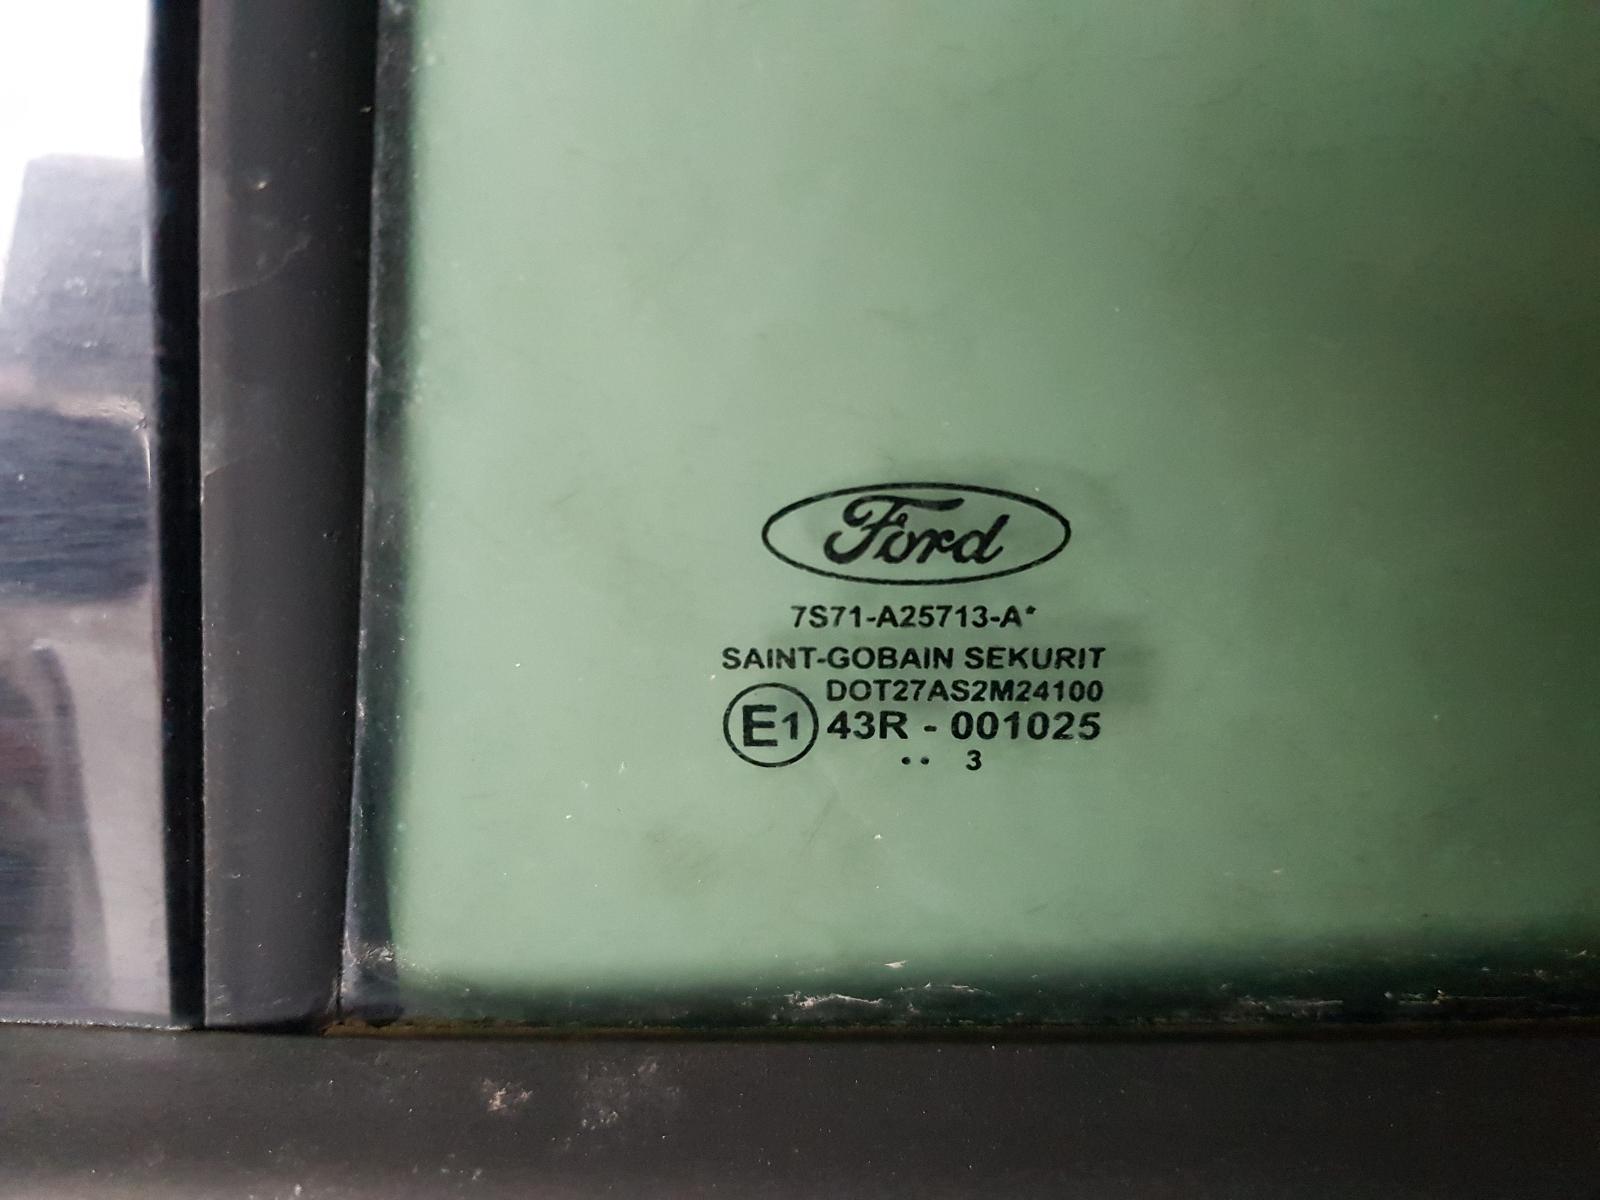 Ford
7S71-A25713-A*
SAINT-GOBAIN SEKURIT
DOT27AS2M24100
E1 43R - 001025
.. 3